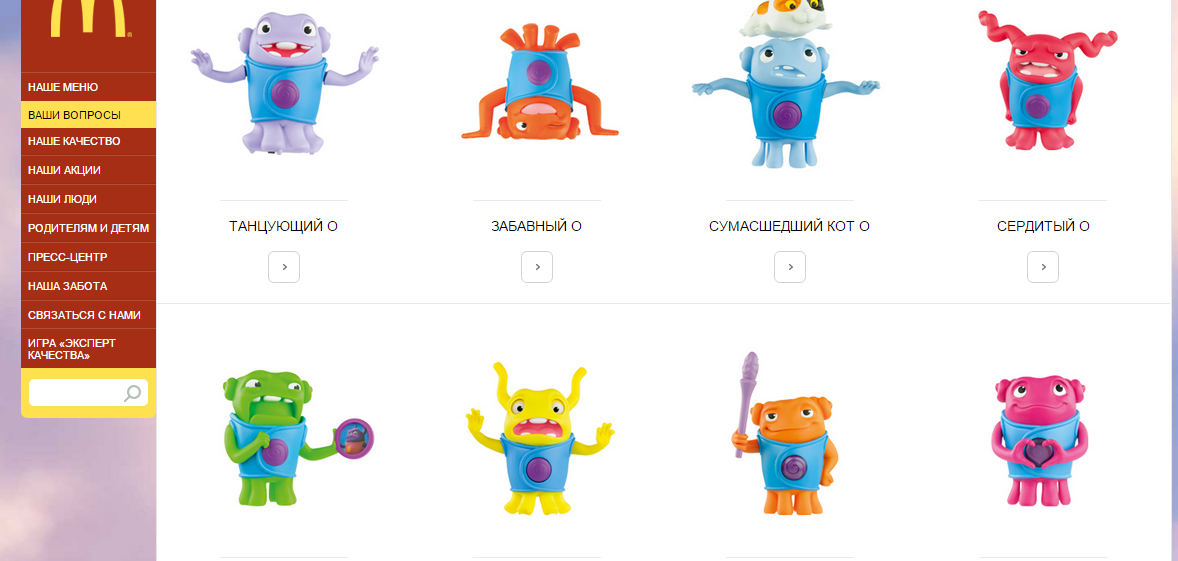 НАШЕ МЕНЮ
ВАШИ ВОПРОСЫ
НАШЕ КАЧЕСТВО
НАШИ АКЦИИ
НАШИ ЛЮДИ
РОДИТЕЛЯМ И ДЕТЯМ
ПРЕСС-ЦЕНТР
НАША ЗАБОТА
СВЯЗАТЬСЯ С НАМИ
ИГРА «ЭКСПЕРТ
КАЧЕСТВА»
ТАНЦУЮЩИЙ О
ЗАБАВНЫЙ О
СУМАСШЕДШИЙ КОТ О
СЕРДИТЫЙ О